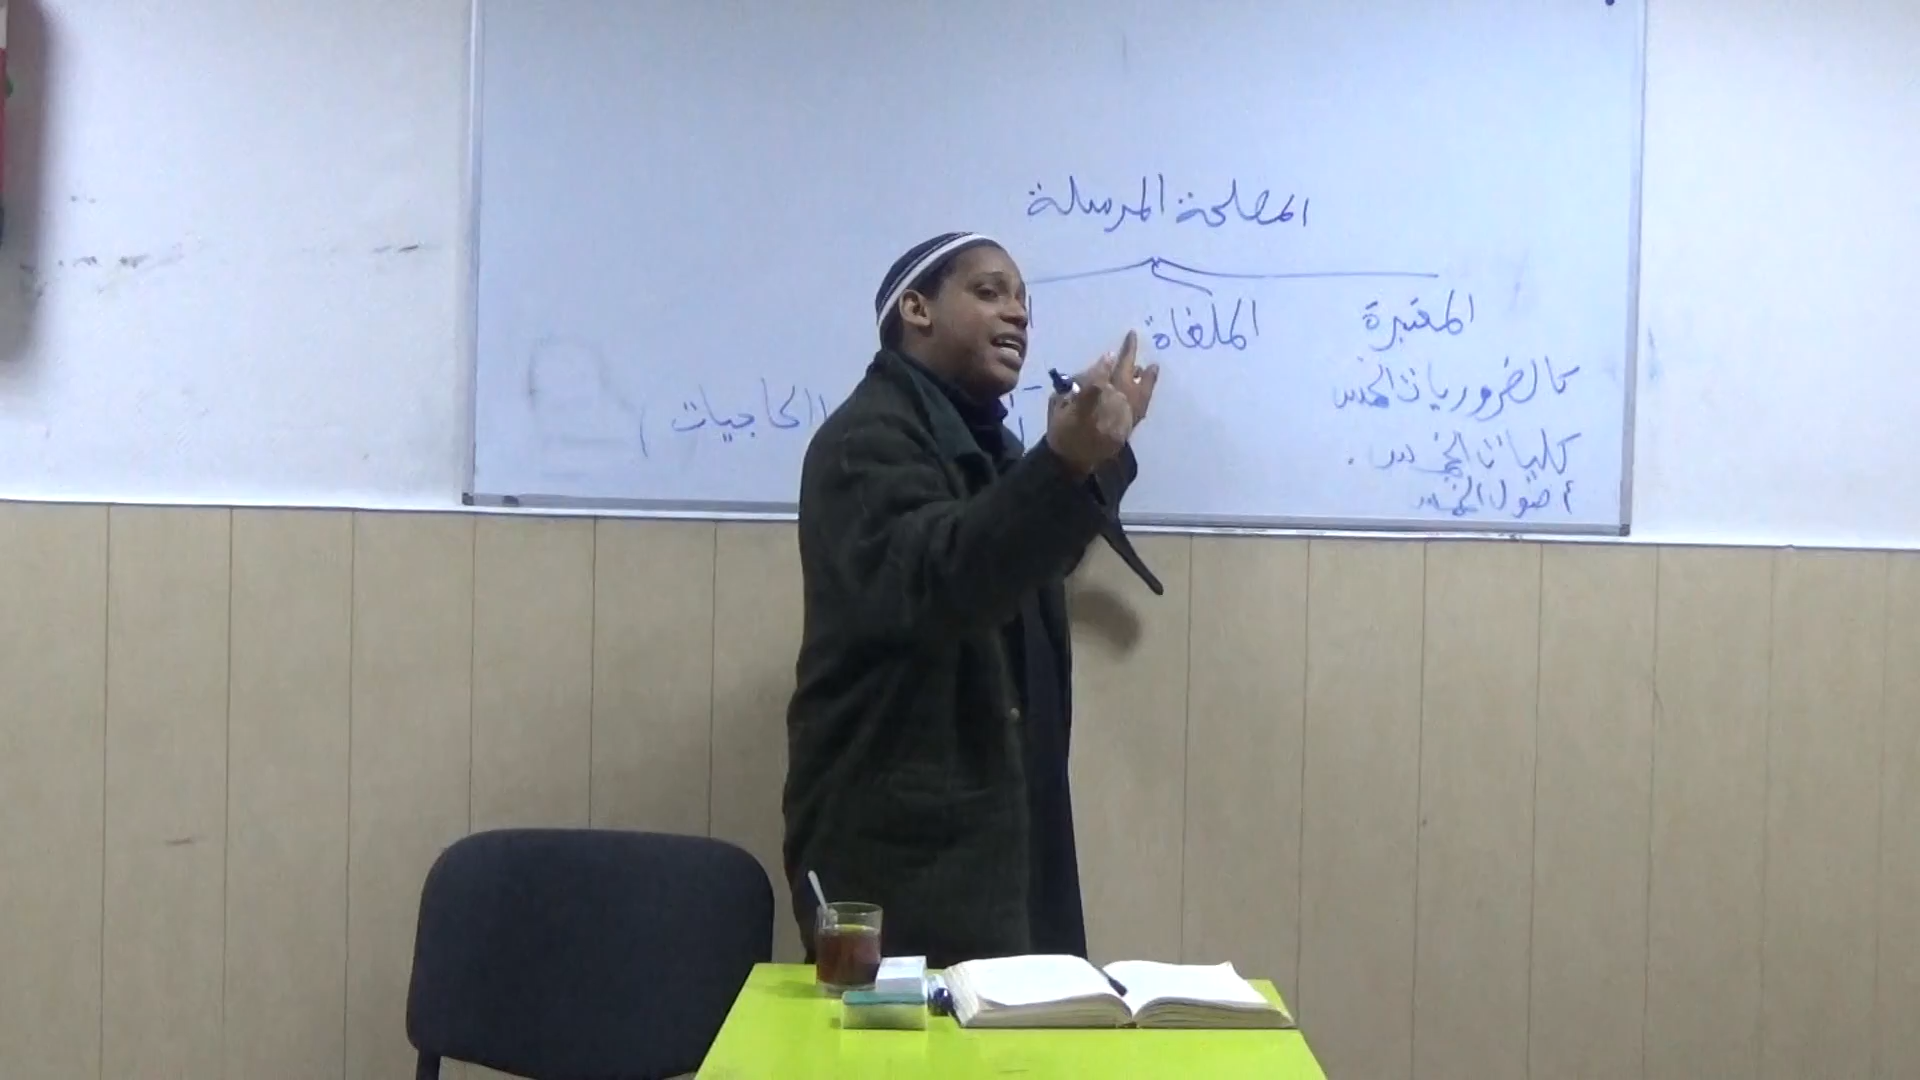 المصلحة المرسلة
المعتبرة
الملغاة
كالضروريات الخمس
كليات الخمس .
أصول الخمس
(الحاجيات)